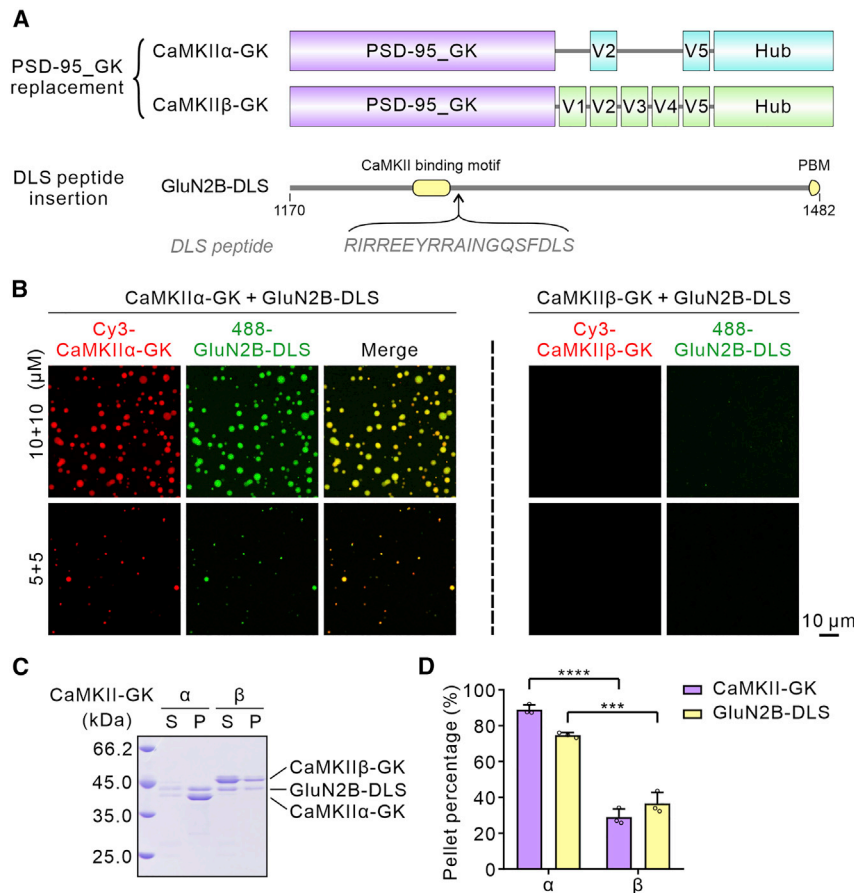 A
PSD-95_GK
replacement
CaMKIIα-GK
PSD-95_GK
V2
V5
Hub
CaMKIIβ-GK
PSD-95_GK
V1
V2
V3
V4
V5
Hub
DLS peptide
insertion
GluN2B-DLS
CaMKII binding motif
PBM
1170
1482
DLS peptide
RIRREEYRRAINGQSFDLS
B
CaMKIIα-GK + GluN2B-DLS
CaMKIIβ-GK + GluN2B-DLS
Cy3-
CaMKIIα-GK
488-
GluN2B-DLS
Merge
Cy3-
CaMKIIβ-GK
488-
GluN2B-DLS
10+10 (μM)
5+5
10 μm
C
CaMKII-GK
α
β
(kDa)
S
P
S
P
66.2
45.0
35.0
25.0
CaMKIIβ-GK
GluN2B-DLS
CaMKIIα-GK
D
Pellet percentage (%)
100
80
60
40
20
0
****
***
α
β
CaMKII-GK
GluN2B-DLS